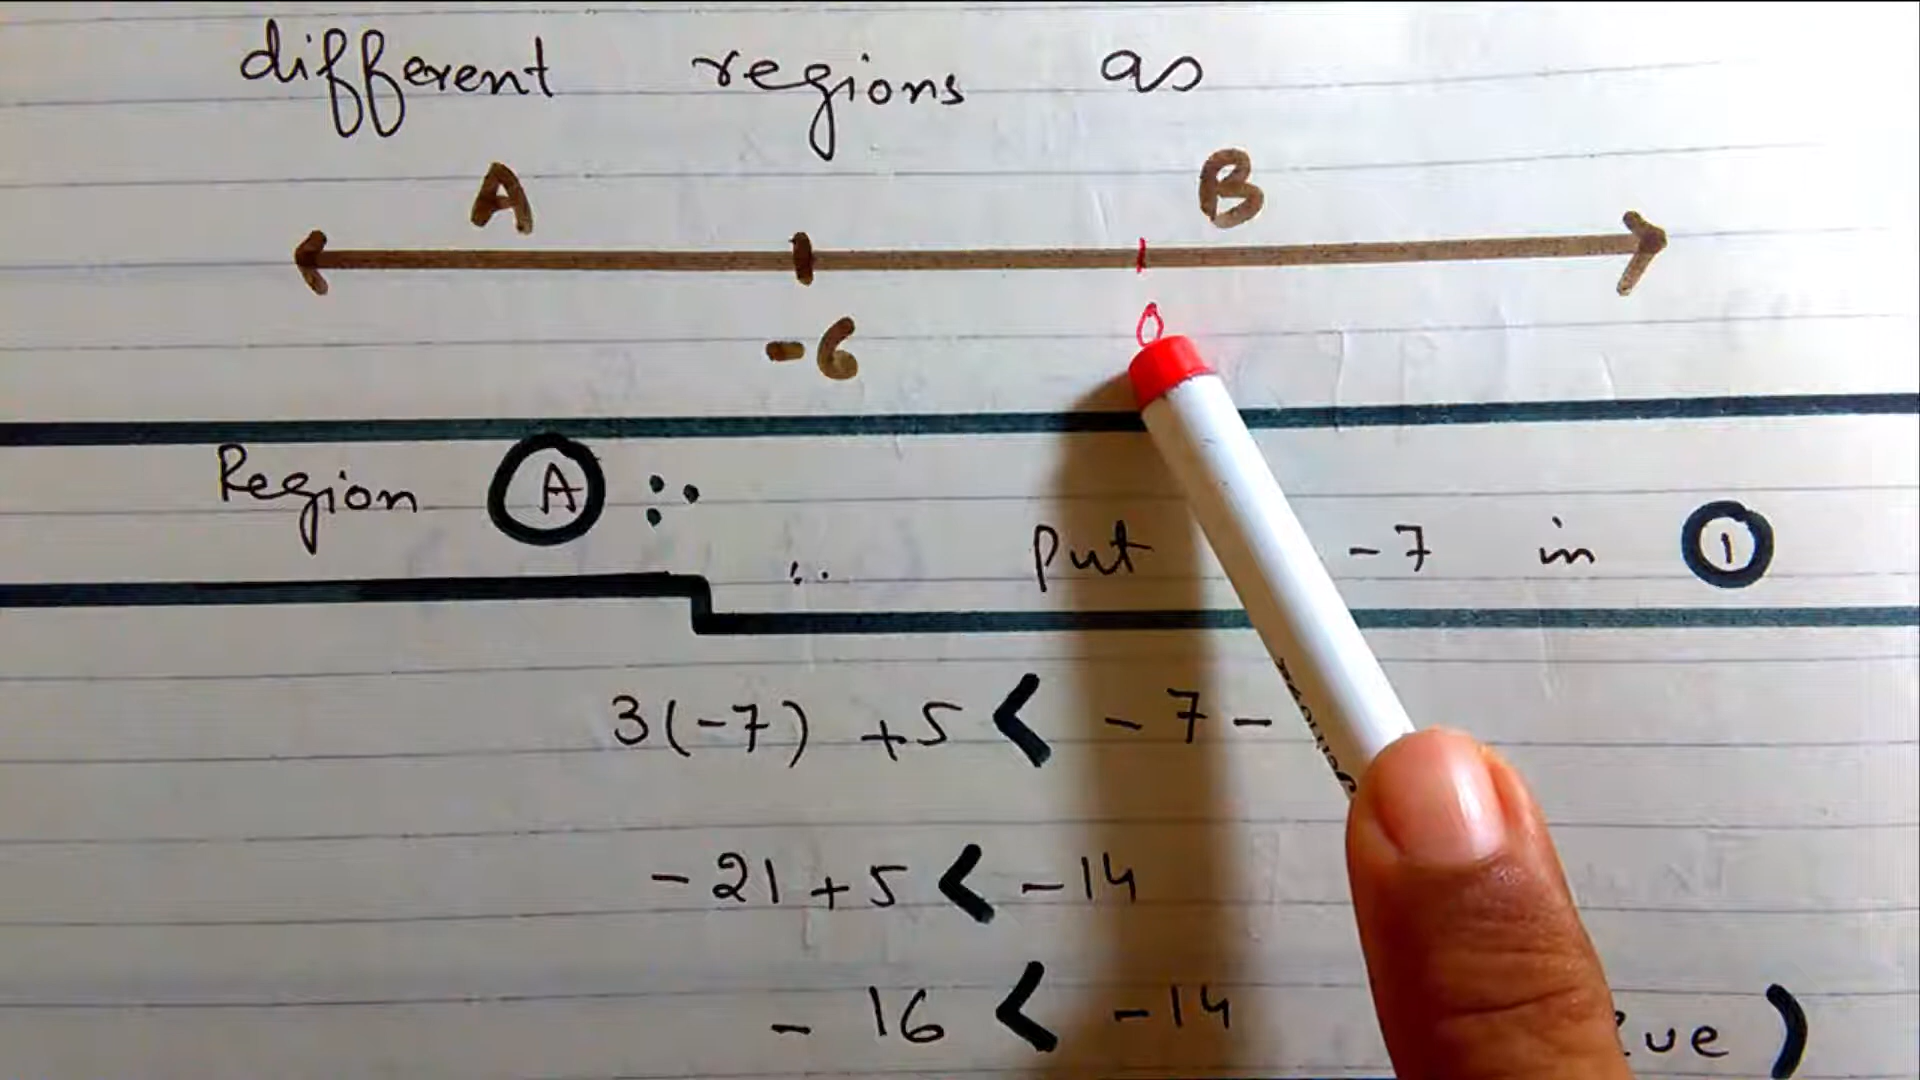 different regions as
A B
-6 0
Region A :.
∴ Put -7 in 1
3(-7) +5 < -7-
-21 +5 < -14
-16 < -14